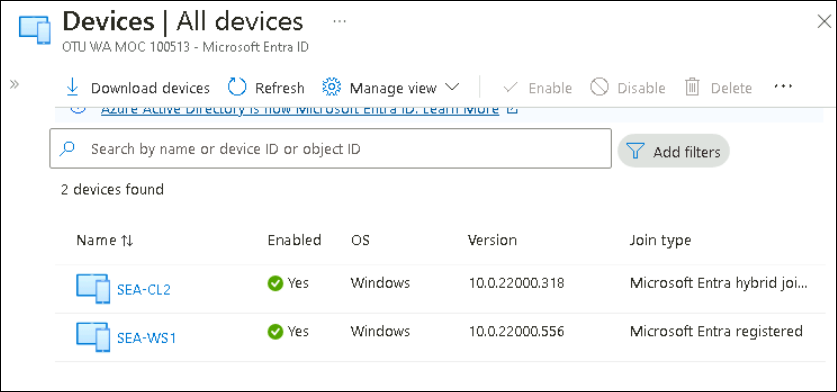 Devices | All devices ...
OTU WA MOC 100513 - Microsoft Entra ID
» Download devices Refresh Manage view Enable Disable Delete ...
Azure Active Directory is now Microsoft Entra ID. Learn More
Search by name or device ID or object ID Add filters
2 devices found
Name ↑↓ Enabled OS Version Join type
SEA-CL2 Yes Windows 10.0.22000.318 Microsoft Entra hybrid joi...
SEA-WS1 Yes Windows 10.0.22000.556 Microsoft Entra registered